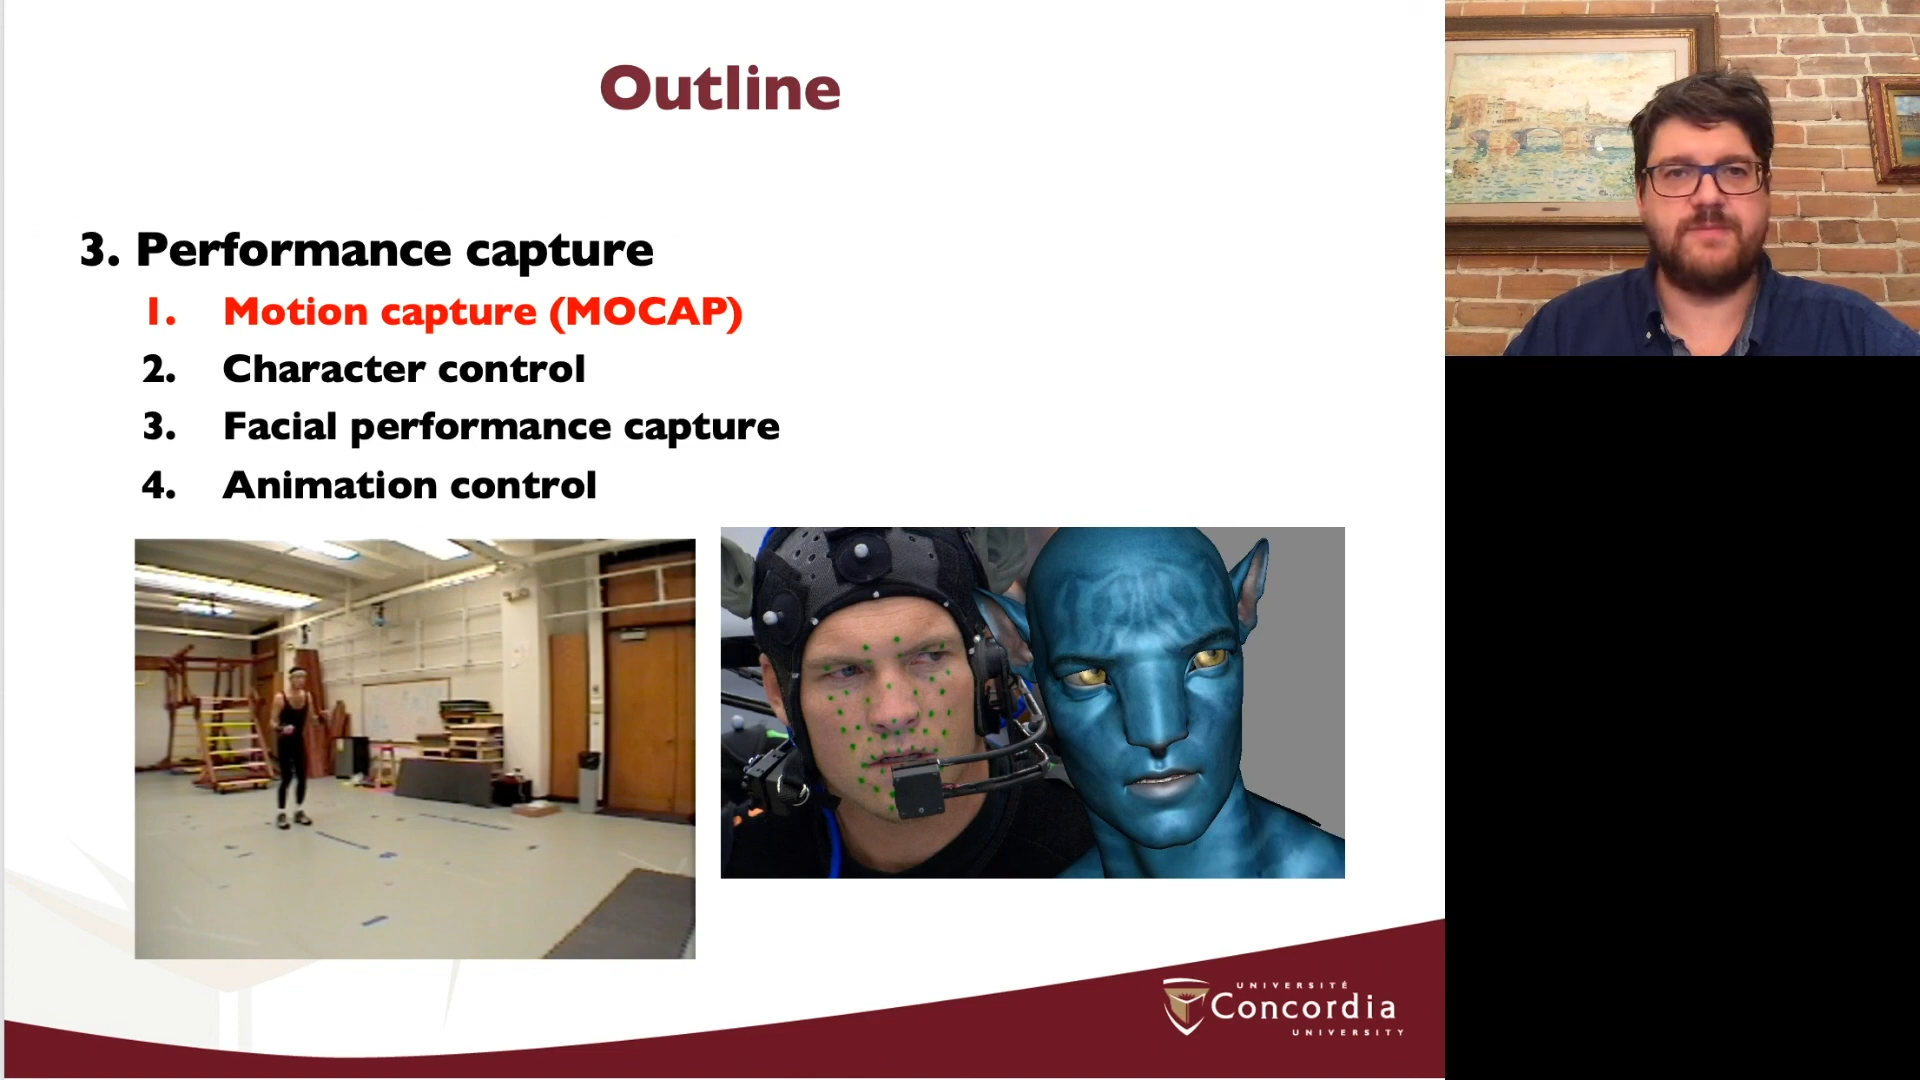 Outline
3. Performance capture
1. Motion capture (MOCAP)
2. Character control
3. Facial performance capture
4. Animation control
UNIVERSITÉ
Concordia
UNIVERSITY